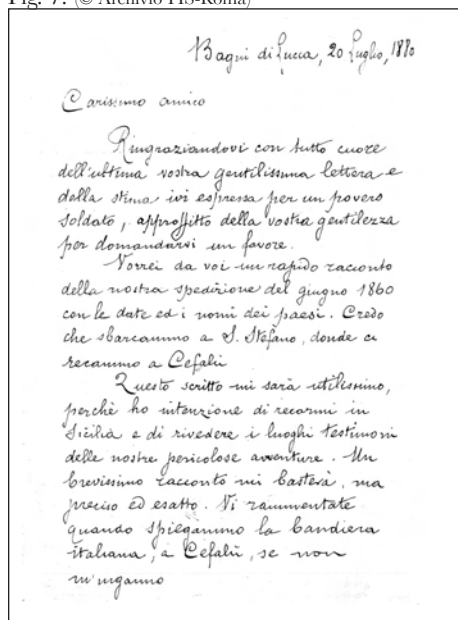 Fig. 7. (© Archivio FIS-Roma)
Bagni di Lucca, 20 Luglio, 1880
Carissimo amico
Ringraziandovi con tutto cuore
dell'ultima vostra gentilissima lettera e
della stima ivi espressa per un povero
soldato, approfitto della vostra gentilezza
per domandarvi un favore.
Vorrei da voi un rapido racconto
della nostra spedizione del giugno 1860
con le date ed i nomi dei paesi. Credo
che sbarcammo a S. Stefano, donde ci
recammo a Cefalù
Questo scritto mi sarà utilissimo,
perchè ho intenzione di recarmi in
Sicilia e di rivedere i luoghi testimoni
delle nostre pericolose avventure. Un
brevissimo racconto mi basterà, ma
preciso ed esatto. Vi rammentate
quando spiegammo la bandiera
italiana, a Cefalù, se non
m'inganno